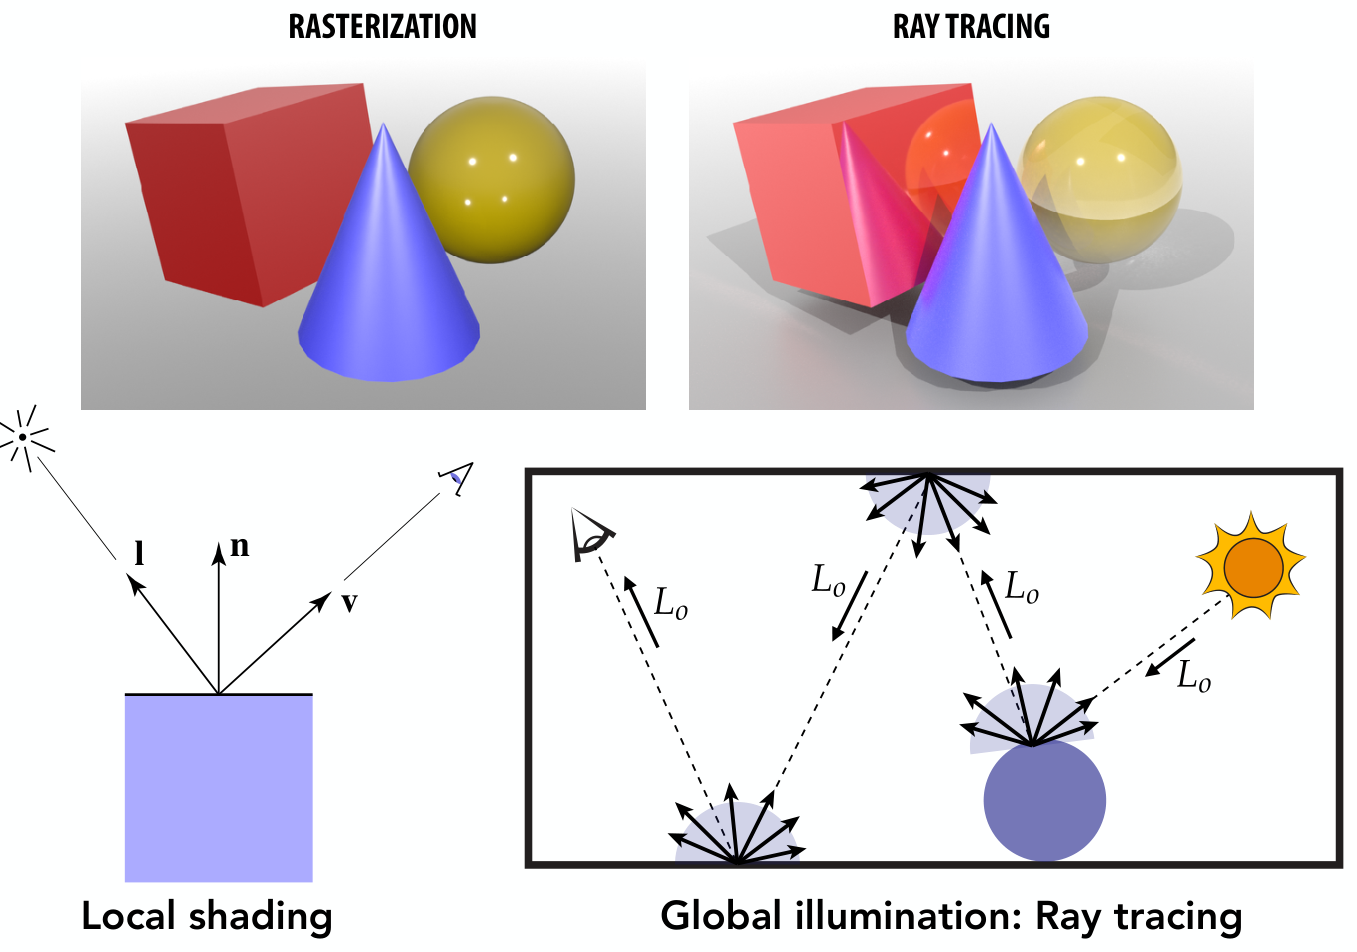 RASTERIZATION
RAY TRACING
l
n
v
Lo
Lo
Lo
Lo
Local shading
Global illumination: Ray tracing